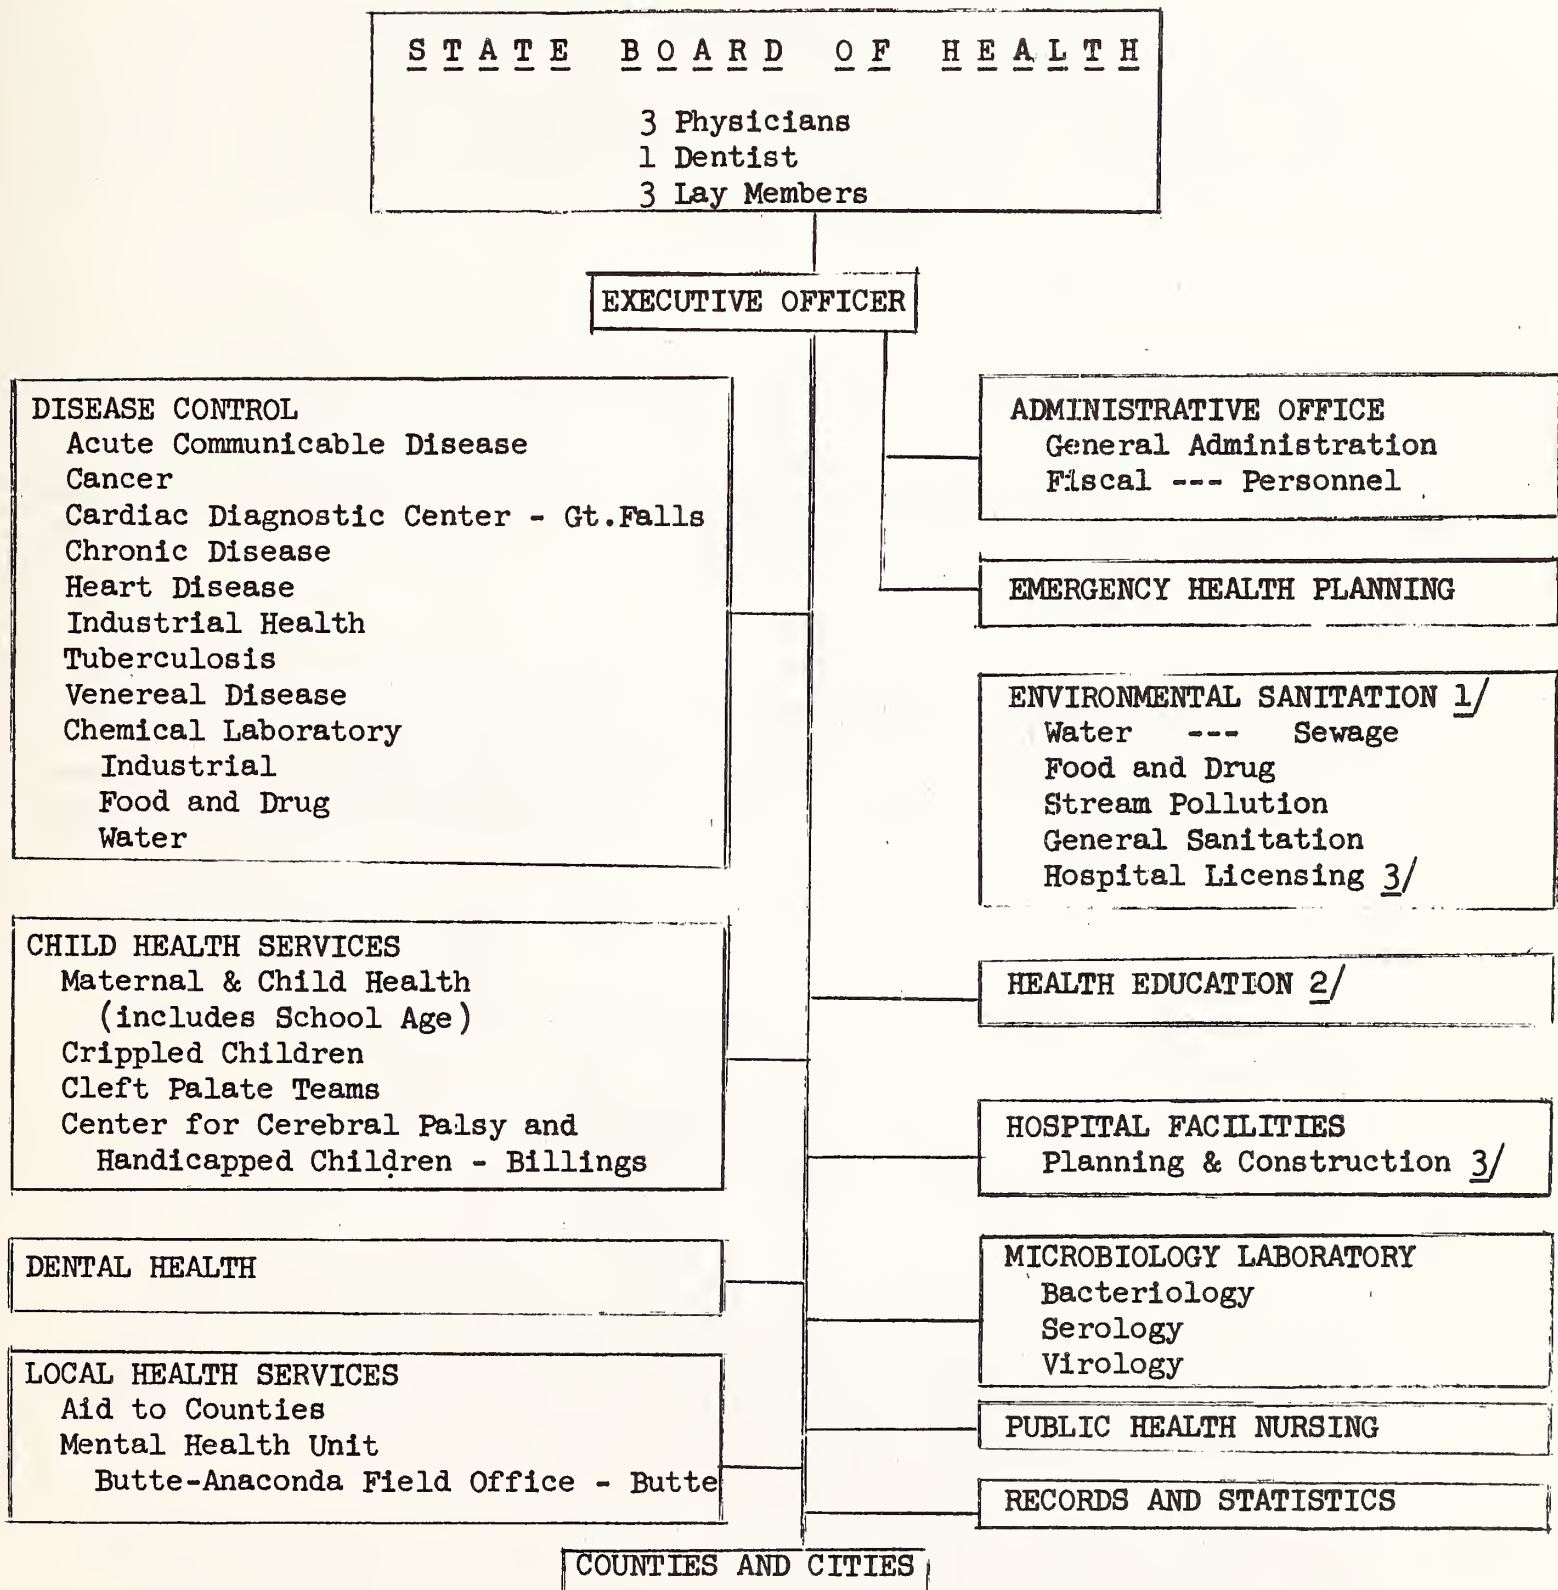 STATE BOARD OF HEALTH
3 Physicians
1 Dentist
3 Lay Members
EXECUTIVE OFFICER
DISEASE CONTROL
Acute Communicable Disease
Cancer
Cardiac Diagnostic Center - Gt.Falls
Chronic Disease
Heart Disease
Industrial Health
Tuberculosis
Venereal Disease
Chemical Laboratory
Industrial
Food and Drug
Water
CHILD HEALTH SERVICES
Maternal & Child Health
(includes School Age)
Crippled Children
Cleft Palate Teams
Center for Cerebral Palsy and
Handicapped Children - Billings
DENTAL HEALTH
LOCAL HEALTH SERVICES
Aid to Counties
Mental Health Unit
Butte-Anaconda Field Office - Butte
ADMINISTRATIVE OFFICE
General Administration
Fiscal --- Personnel
EMERGENCY HEALTH PLANNING
ENVIRONMENTAL SANITATION 1/
Water --- Sewage
Food and Drug
Stream Pollution
General Sanitation
Hospital Licensing 3/
HEALTH EDUCATION 2/
HOSPITAL FACILITIES
Planning & Construction 3/
MICROBIOLOGY LABORATORY
Bacteriology
Serology
Virology
PUBLIC HEALTH NURSING
RECORDS AND STATISTICS
COUNTIES AND CITIES